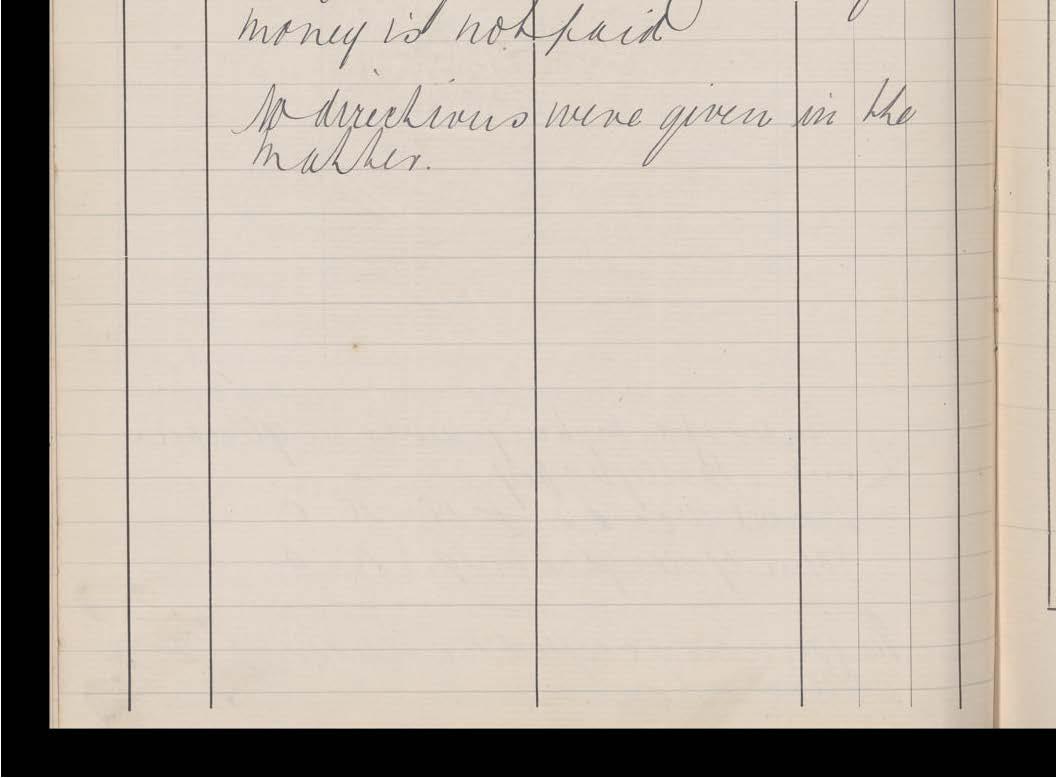 money is not paid
No directions were given in the
matter.